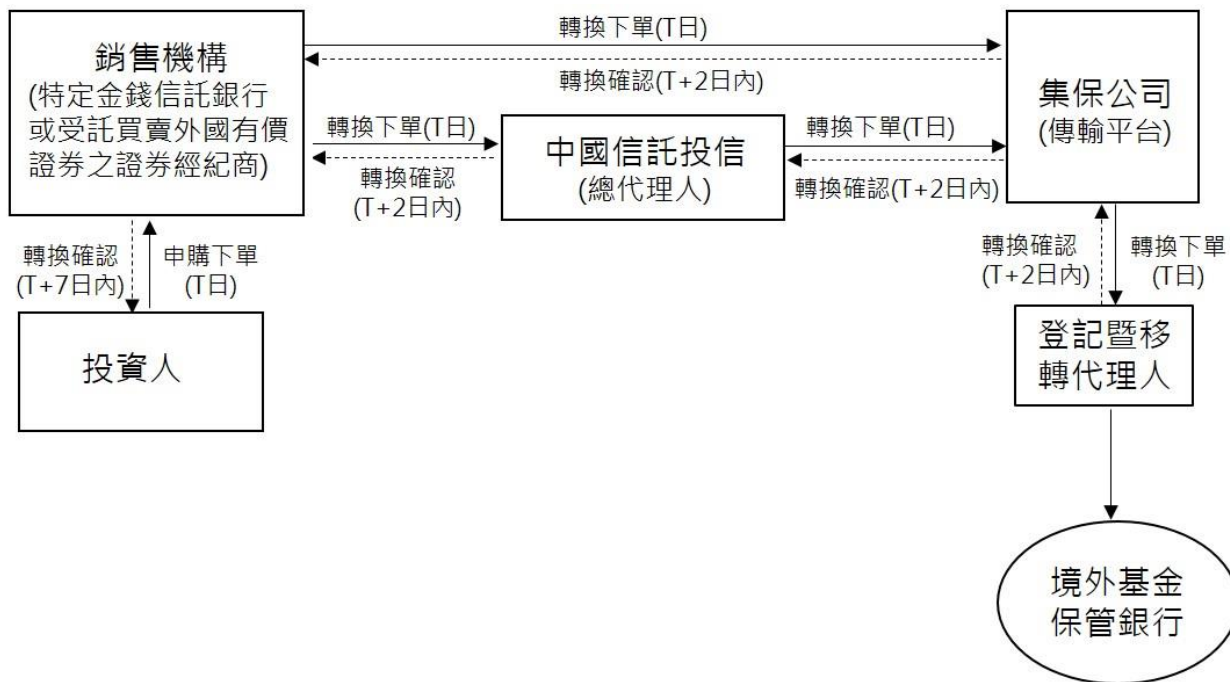 轉換下單(T日)
轉換確認(T+2日內)
銷售機構
(特定金錢信託銀行
或受託買賣外國有價
證券之證券經紀商)
轉換下單(T日)
轉換確認
(T+2日內)
中國信託投信
(總代理人)
轉換下單(T日)
轉換確認(T+2日內)
集保公司
(傳輸平台)
轉換確認
(T+7日內)
申購下單
(T日)
轉換確認
(T+2日內)
轉換下單
(T日)
投資人
登記暨移
轉代理人
境外基金
保管銀行